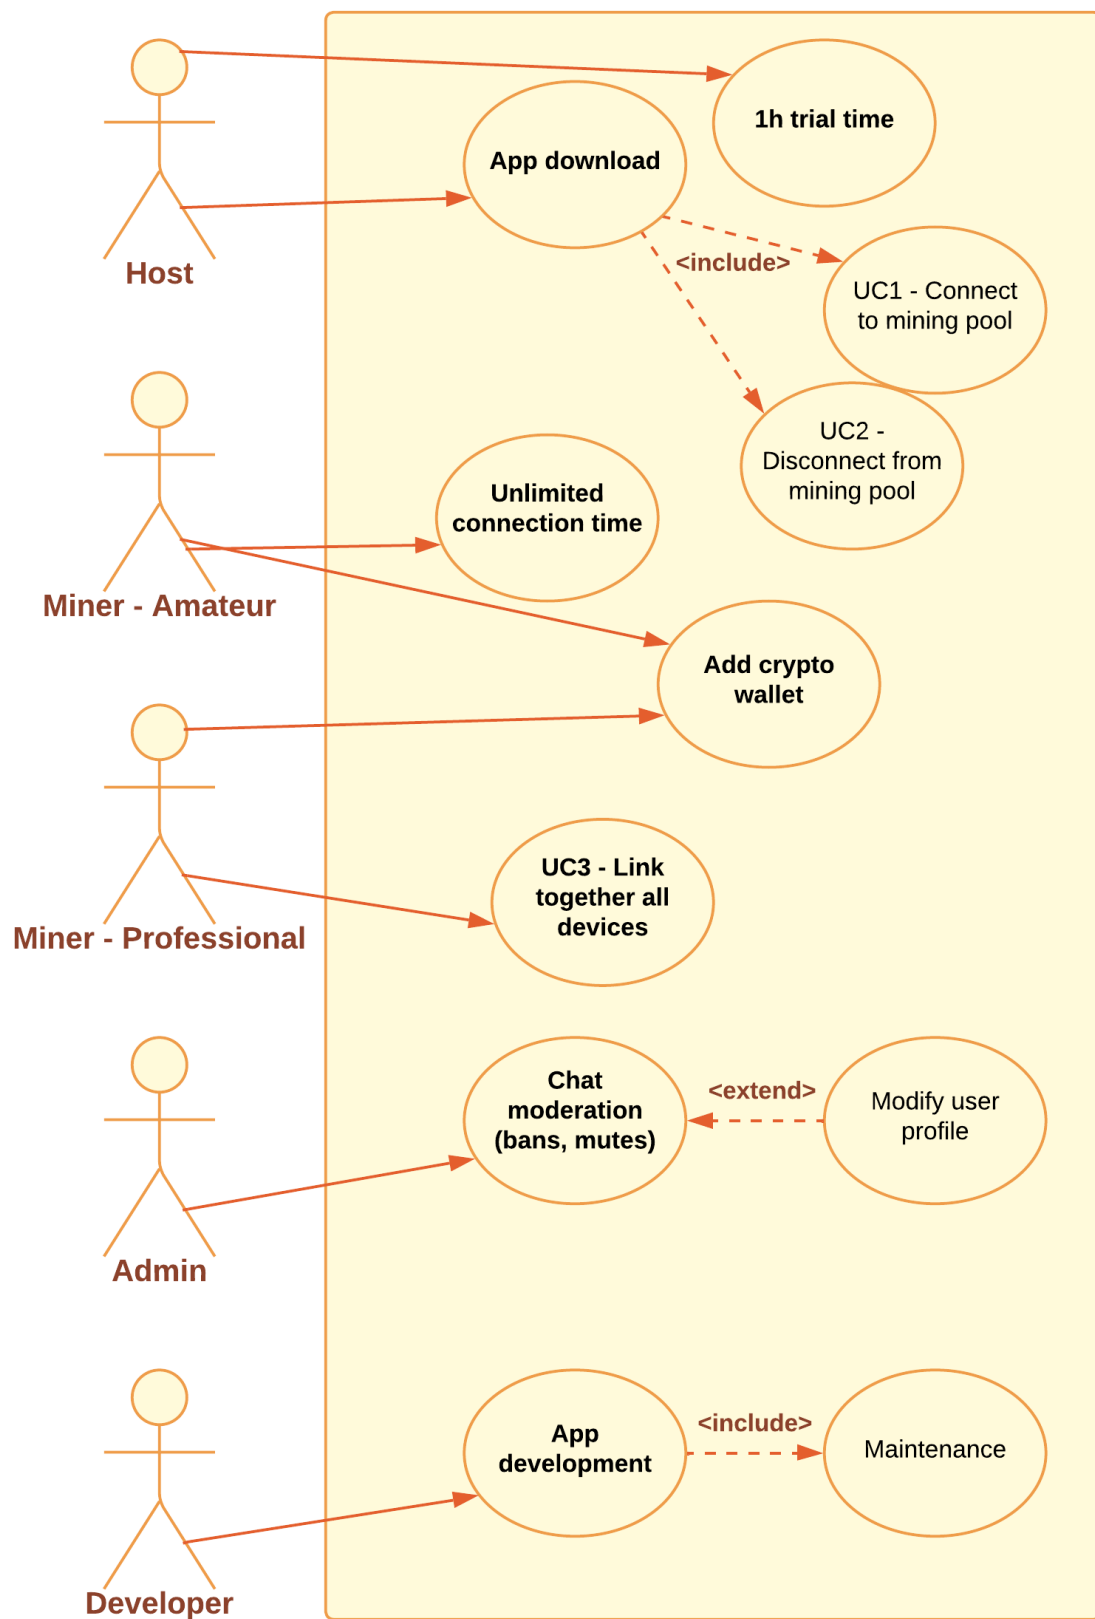 1h trial time
App download
<include>
Host
UC1 - Connect
to mining pool
UC2 -
Disconnect from
mining pool
Unlimited
connection time
Miner - Amateur
Add crypto
wallet
UC3 - Link
together all
devices
Miner - Professional
Chat
moderation
(bans, mutes)
<extend>
Modify user
profile
Admin
App
development
<include>
Maintenance
Developer